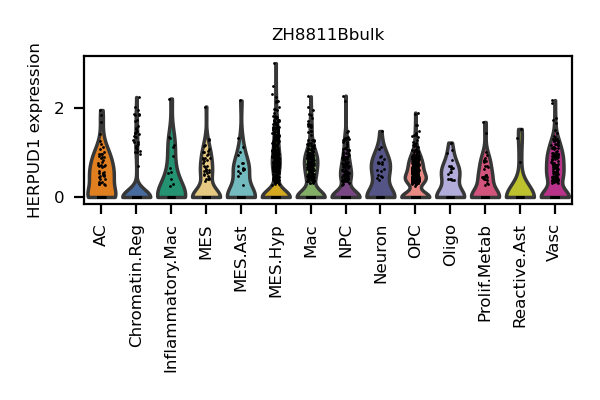 ZH8811Bbulk
HERPUD1 expression
2
0
AC
Chromatin.Reg
Inflammatory.Mac
MES
MES.Ast
MES.Hyp
Mac
NPC
Neuron
OPC
Oligo
Prolif.Metab
Reactive.Ast
Vasc